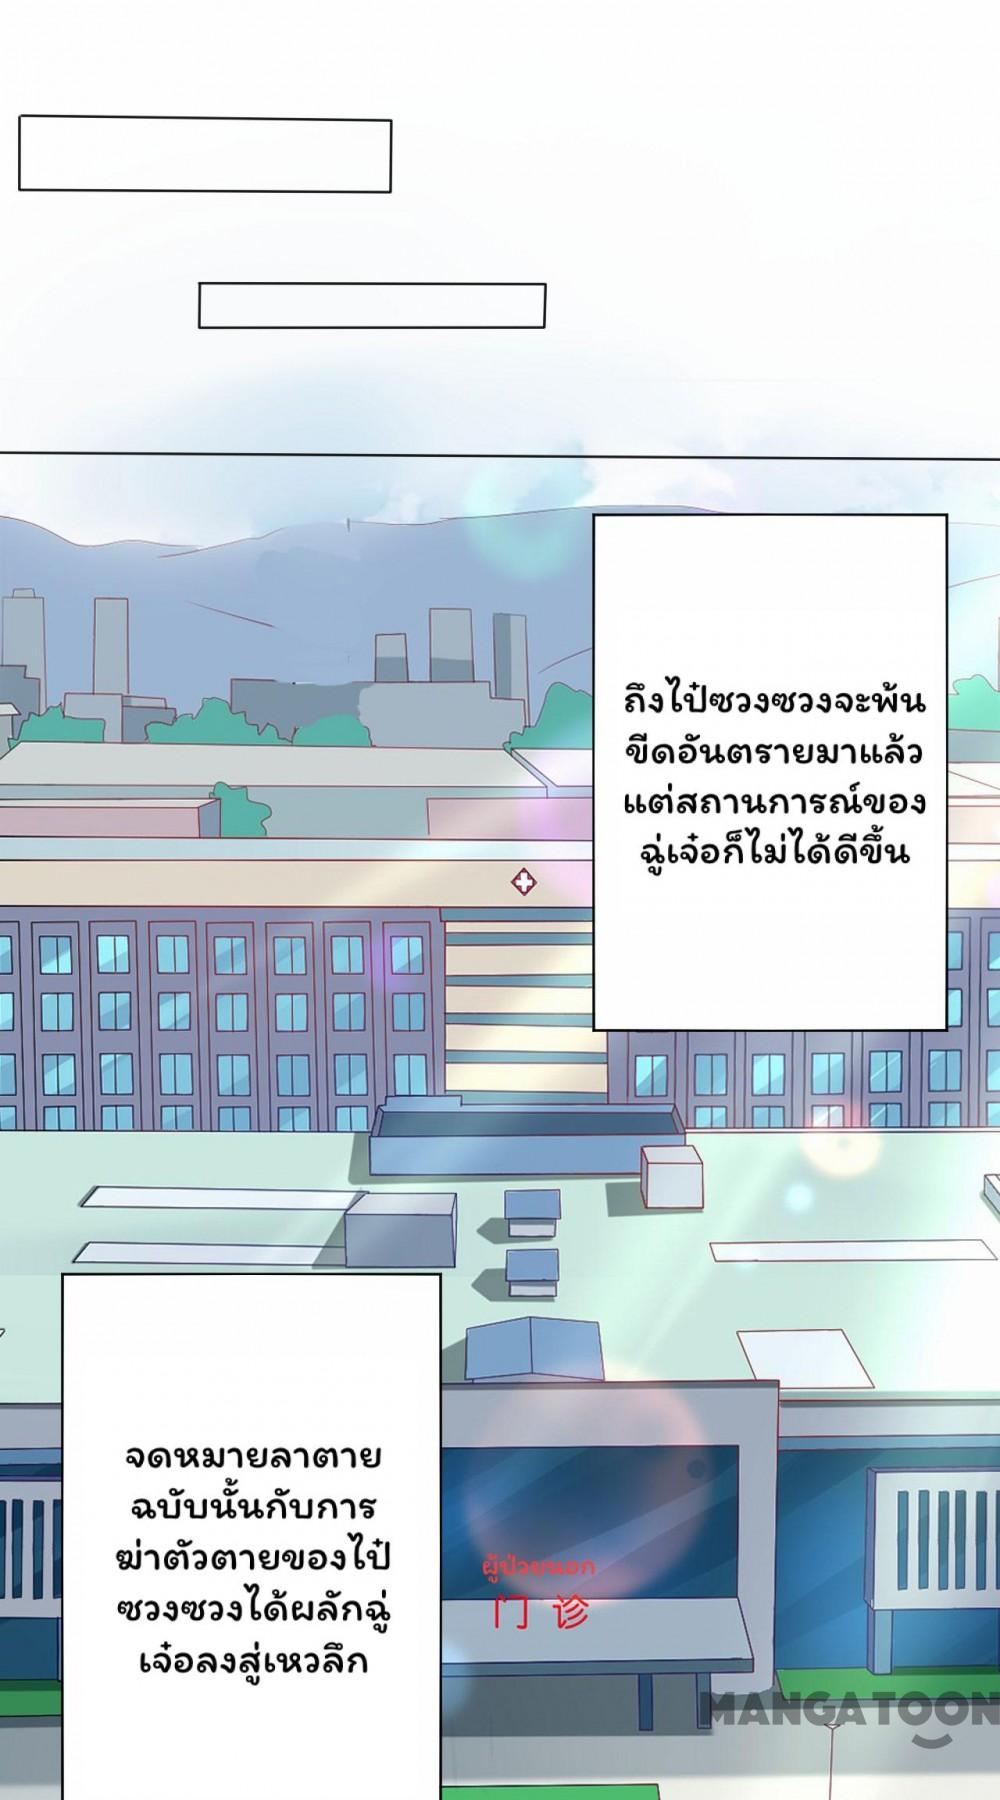 ถึงไป๋ซวงซวงจะพ้น
ขีดอันตรายมาแล้ว
แต่สถานการณ์ของ
ฉู่เจ๋อก็ไม่ได้ดีขึ้น
จดหมายลาตาย
ฉบับนั้นกับการ
ฆ่าตัวตายของไป๋
ซวงซวงได้ผลักฉู่
เจ๋อลงสู่เหวลึก
ผู้ป่วยนอก
门诊
MANGATOON